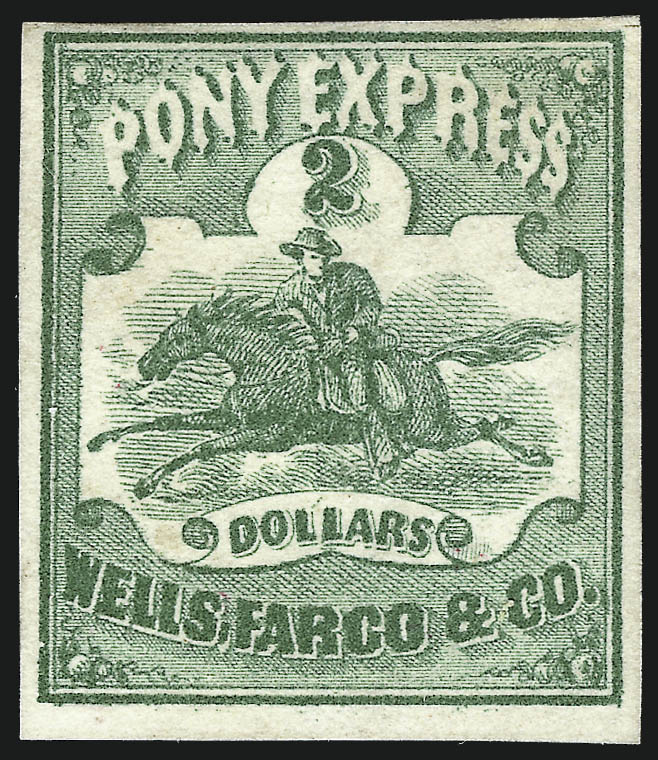 PONY EXPRESS
2
DOLLARS
WELLS, FARGO & CO.